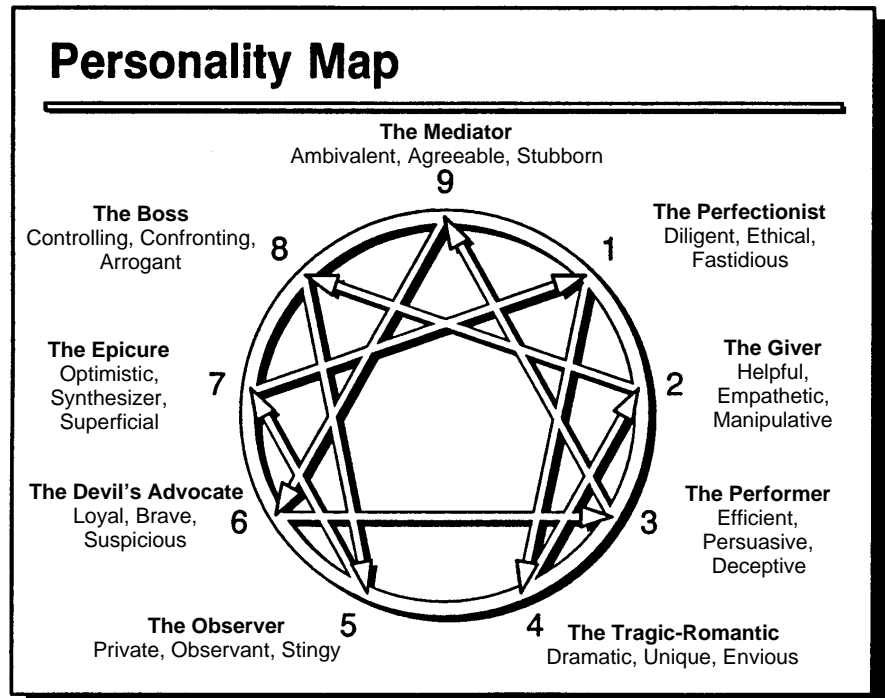 Personality Map
The Mediator
Ambivalent, Agreeable, Stubborn
9
The Boss
Controlling, Confronting,
Arrogant
8
The Perfectionist
Diligent, Ethical,
Fastidious
1
The Epicure
Optimistic,
Synthesizer,
Superficial
7
The Giver
Helpful,
Empathetic,
Manipulative
2
The Devil's Advocate
Loyal, Brave,
Suspicious
6
The Performer
Efficient,
Persuasive,
Deceptive
3
The Observer
Private, Observant, Stingy
5
4
The Tragic-Romantic
Dramatic, Unique, Envious